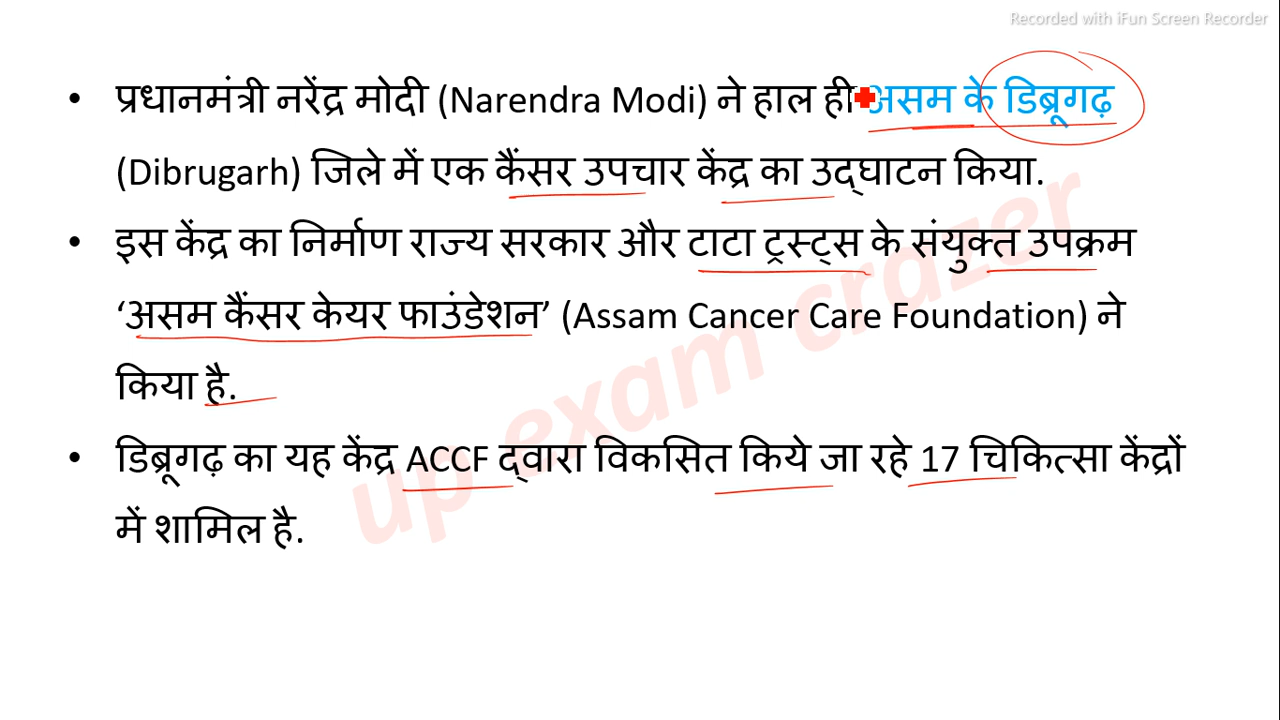 Recorded with iFun Screen Recorder
• प्रधानमंत्री नरेंद्र मोदी (Narendra Modi) ने हाल ही असम के डिब्रूगढ़
(Dibrugarh) जिले में एक कैंसर उपचार केंद्र का उद्घाटन किया.
• इस केंद्र का निर्माण राज्य सरकार और टाटा ट्रस्ट्स के संयुक्त उपक्रम
‘असम कैंसर केयर फाउंडेशन’ (Assam Cancer Care Foundation) ने
किया है.
• डिब्रूगढ़ का यह केंद्र ACCF द्वारा विकसित किये जा रहे 17 चिकित्सा केंद्रों
में शामिल है.
up exam crazer